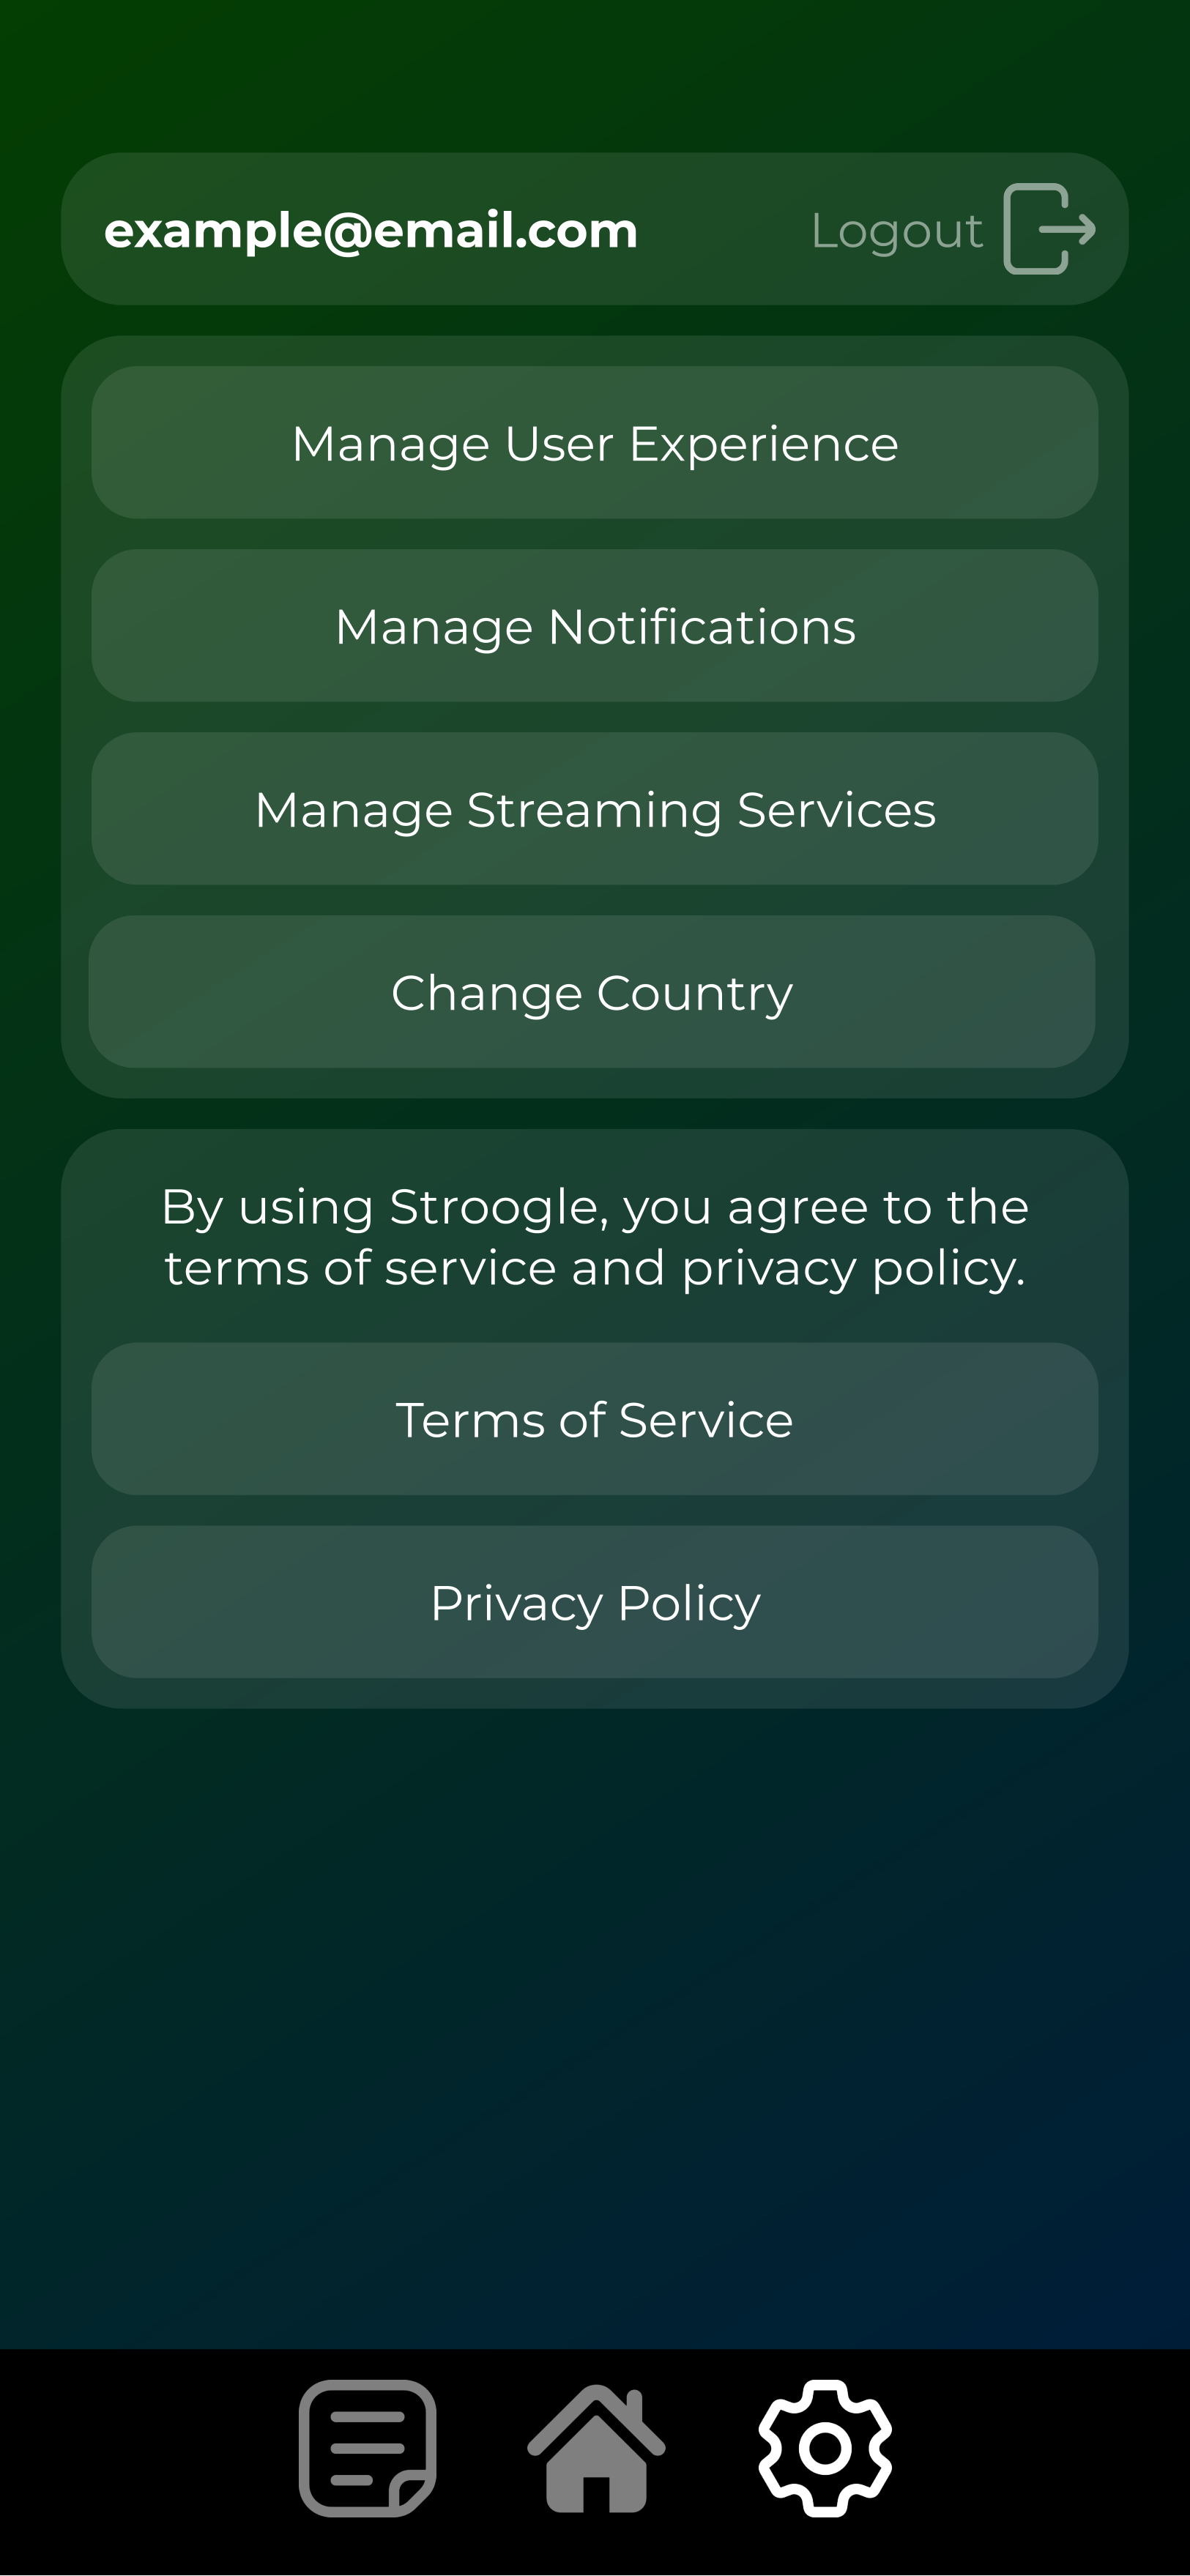 example@email.com
Logout
Manage User Experience
Manage Notifications
Manage Streaming Services
Change Country
By using Stroogle, you agree to the
terms of service and privacy policy.
Terms of Service
Privacy Policy